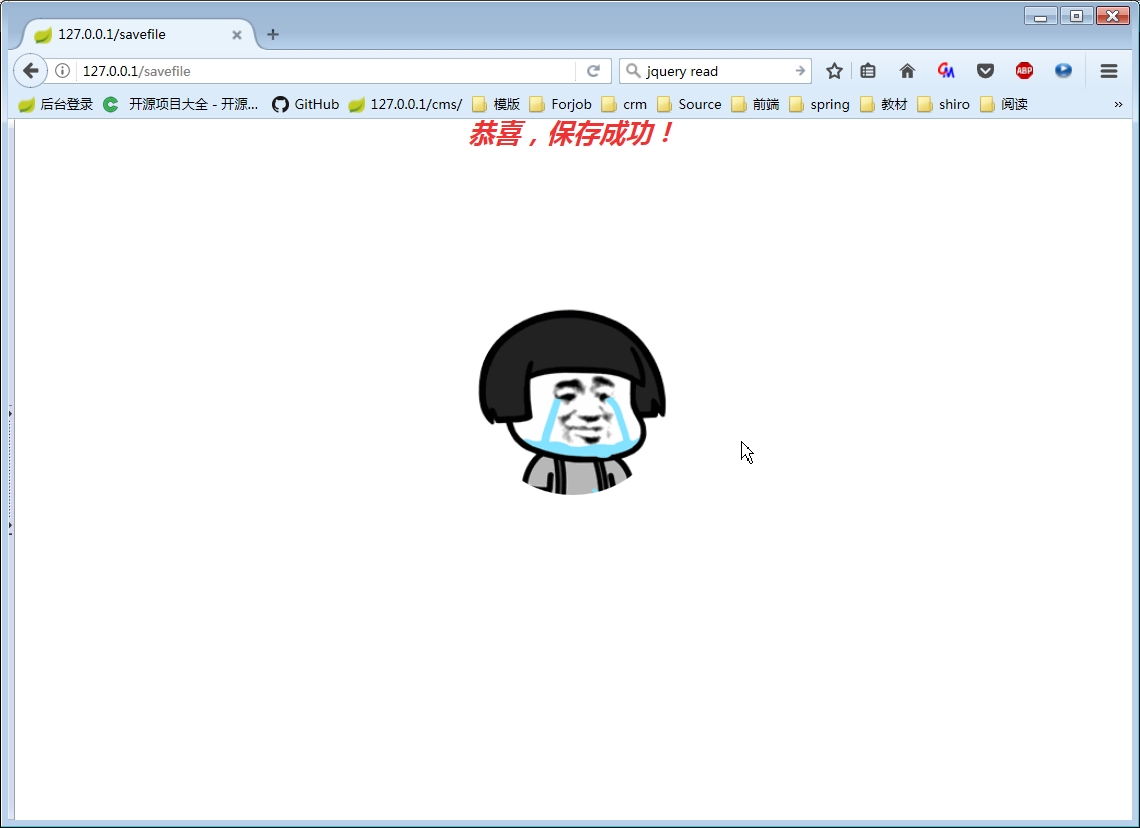 127.0.0.1/savefile
127.0.0.1/savefile jquery read ABP
后台登录 开源项目大全 - 开源... GitHub 127.0.0.1/cms/ 模版 Forjob crm Source 前端 spring 教材 shiro 阅读 »
恭喜，保存成功！